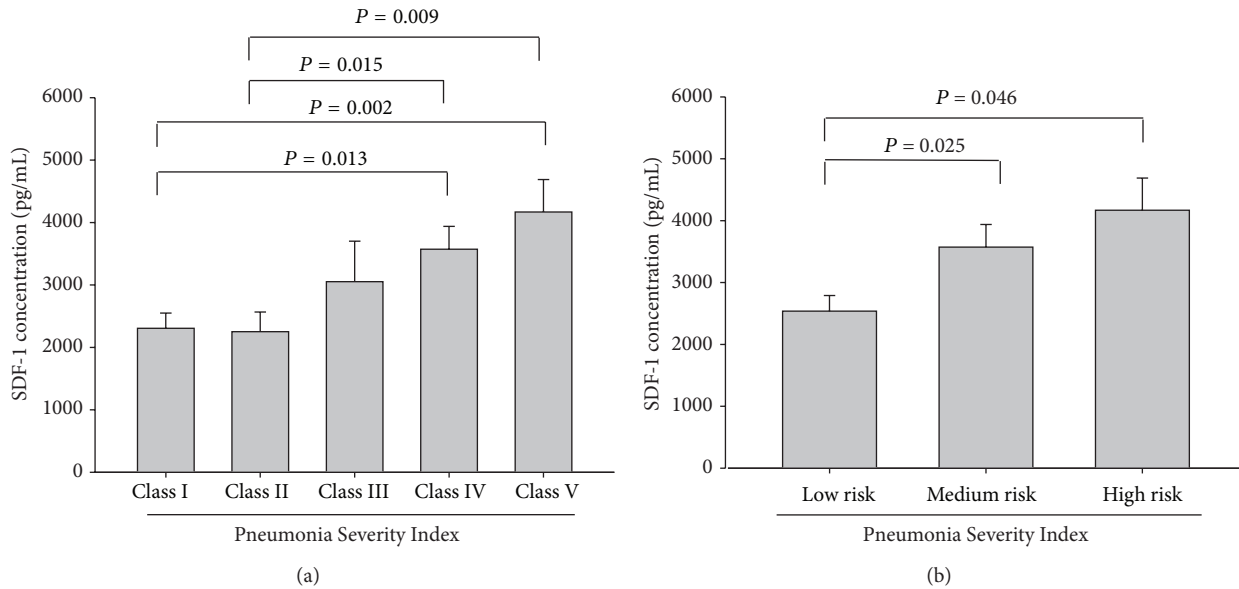 P = 0.009
P = 0.015
P = 0.002
P = 0.013
6000
5000
4000
3000
2000
1000
0
SDF-1 concentration (pg/mL)
Class I Class II Class III Class IV Class V
Pneumonia Severity Index
(a)
P = 0.046
P = 0.025
6000
5000
4000
3000
2000
1000
0
SDF-1 concentration (pg/mL)
Low risk Medium risk High risk
Pneumonia Severity Index
(b)